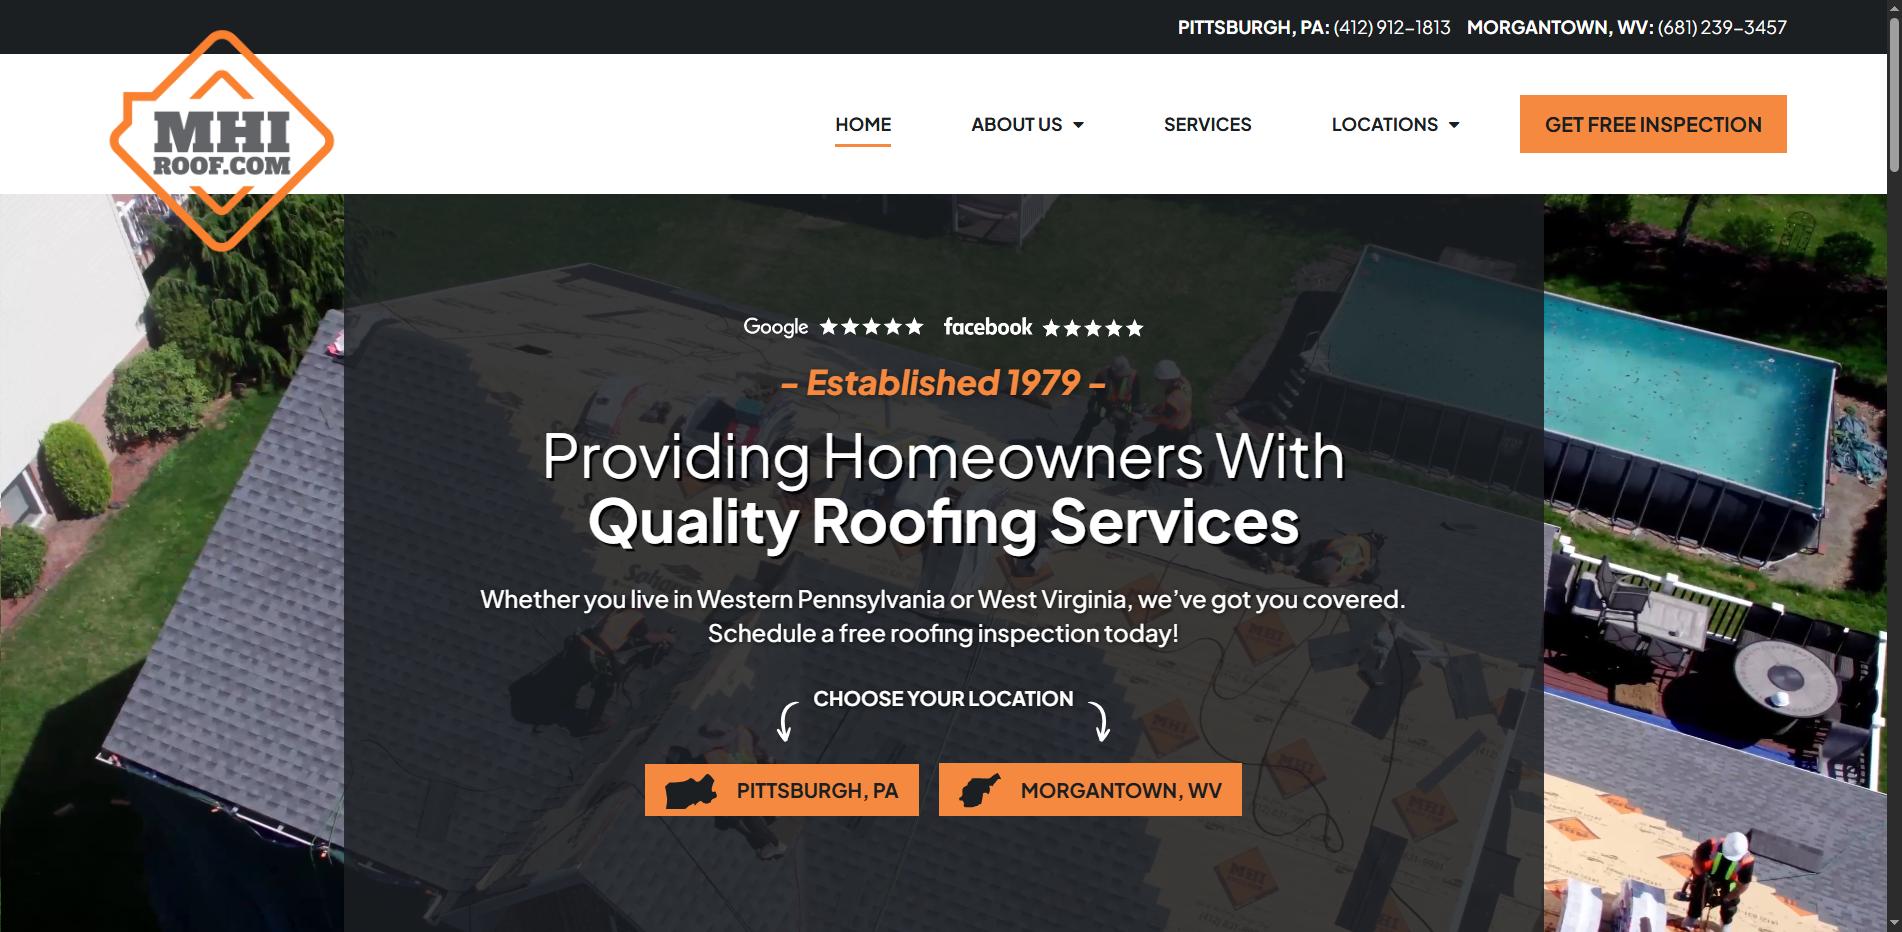 PITTSBURGH, PA: (412) 912-1813 MORGANTOWN, WV: (681) 239-3457
MHI
ROOF.COM
HOME ABOUT US SERVICES LOCATIONS GET FREE INSPECTION
Google facebook
- Established 1979 -
Providing Homeowners With
Quality Roofing Services
Whether you live in Western Pennsylvania or West Virginia, we've got you covered.
Schedule a free roofing inspection today!
CHOOSE YOUR LOCATION
PITTSBURGH, PA MORGANTOWN, WV
MHI
MHI
MHI